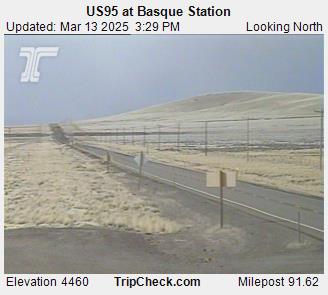 US95 at Basque Station
Updated: Mar 13 2025 3:29 PM Looking North
Elevation 4460 TripCheck.com Milepost 91.62